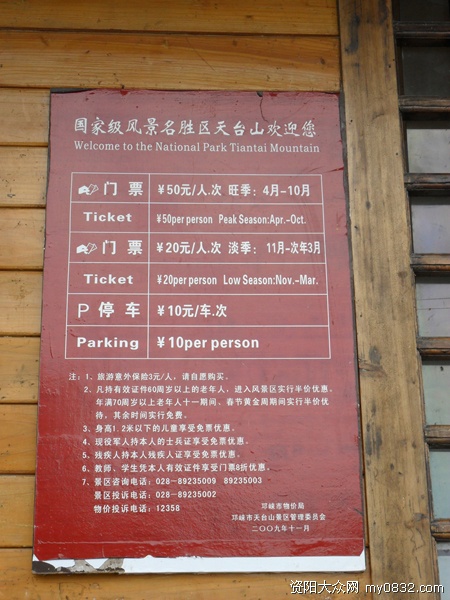 国家级风景名胜区天台山欢迎您
Welcome to the National Park Tiantai Mountain
门票 ¥50元/人.次 旺季：4月-10月
Ticket ¥50per person Peak Season:Apr.-Oct.
门票 ¥20元/人.次 淡季：11月-次年3月
Ticket ¥20per person Low Season:Nov.-Mar.
P 停车 ¥10元/车.次
Parking ¥10per person
注：1、旅游意外保险3元/人，请自愿购买。
2、凡持有效证件60周岁以上的老年人，进入风景区实行半价优惠。
年满70周岁以上老年人十一期间、春节黄金周期间实行半价优
待，其余时间实行免费。
3、身高1.2米以下的儿童享受免票优惠。
4、现役军人持本人的士兵证享受免票优惠。
5、残疾人持本人残疾人证享受免票优惠。
6、教师、学生凭本人有效证件享受门票8折优惠。
7、景区咨询电话：028-89235009 89235003
景区投诉电话：028-89235002
物价投诉电话：12358
邛崃市物价局
邛崃市天台山景区管理委员会
二〇〇九年十一月
资阳大众网 my0832.com